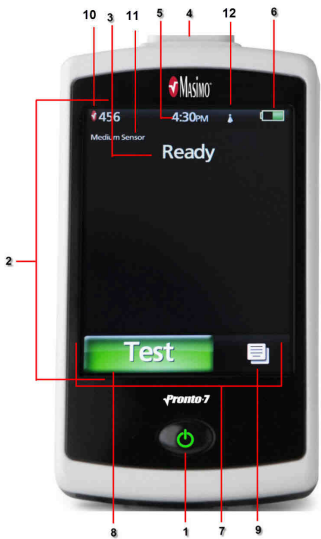 10 3 11 5 4 12 6
Masimo
456 4:30PM
Medium Sensor
Ready
2
Test
Pronto-7
8 1 7 9